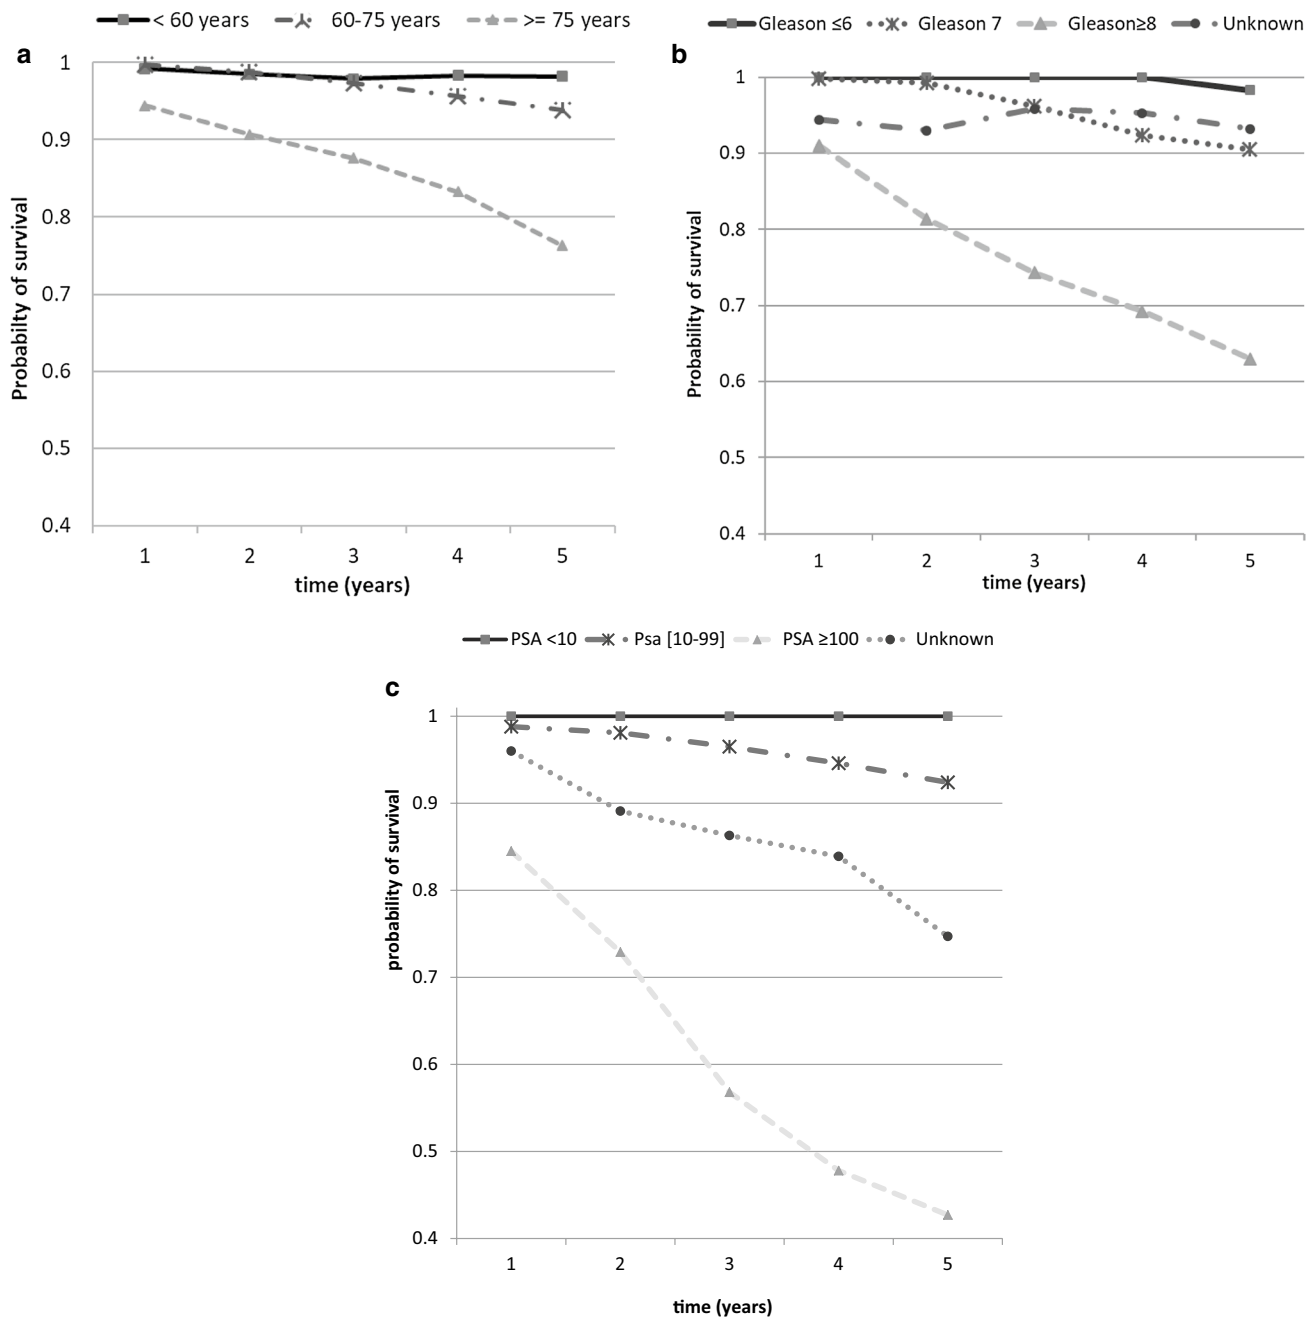 < 60 years 60-75 years >= 75 years
a
1
0.9
0.8
0.7
0.6
0.5
0.4
Probabilty of survival
1 2 3 4 5
time (years)
Gleason ≤6 Gleason 7 Gleason≥8 Unknown
b
1
0.9
0.8
0.7
0.6
0.5
0.4
Probability of survival
1 2 3 4 5
time (years)
PSA <10 Psa [10-99] PSA ≥100 Unknown
c
1
0.9
0.8
0.7
0.6
0.5
0.4
probability of survival
1 2 3 4 5
time (years)